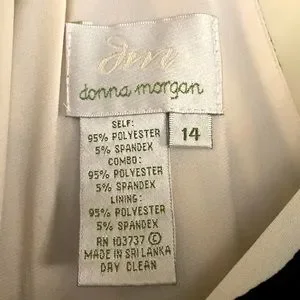 donna morgan
14
SELF:
95% POLYESTER
5% SPANDEX
COMBO:
95% POLYESTER
5% SPANDEX
LINING:
95% POLYESTER
5% SPANDEX
RN 103737 ©
MADE IN SRI LANKA
DRY CLEAN